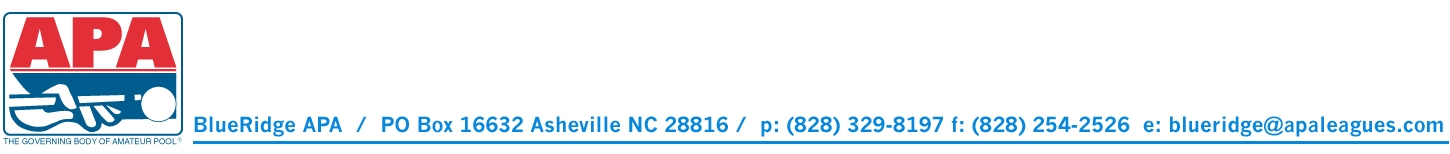 APA
BlueRidge APA / PO Box 16632 Asheville NC 28816 / p: (828) 329-8197 f: (828) 254-2526 e: blueridge@apaleagues.com
THE GOVERNING BODY OF AMATEUR POOL®